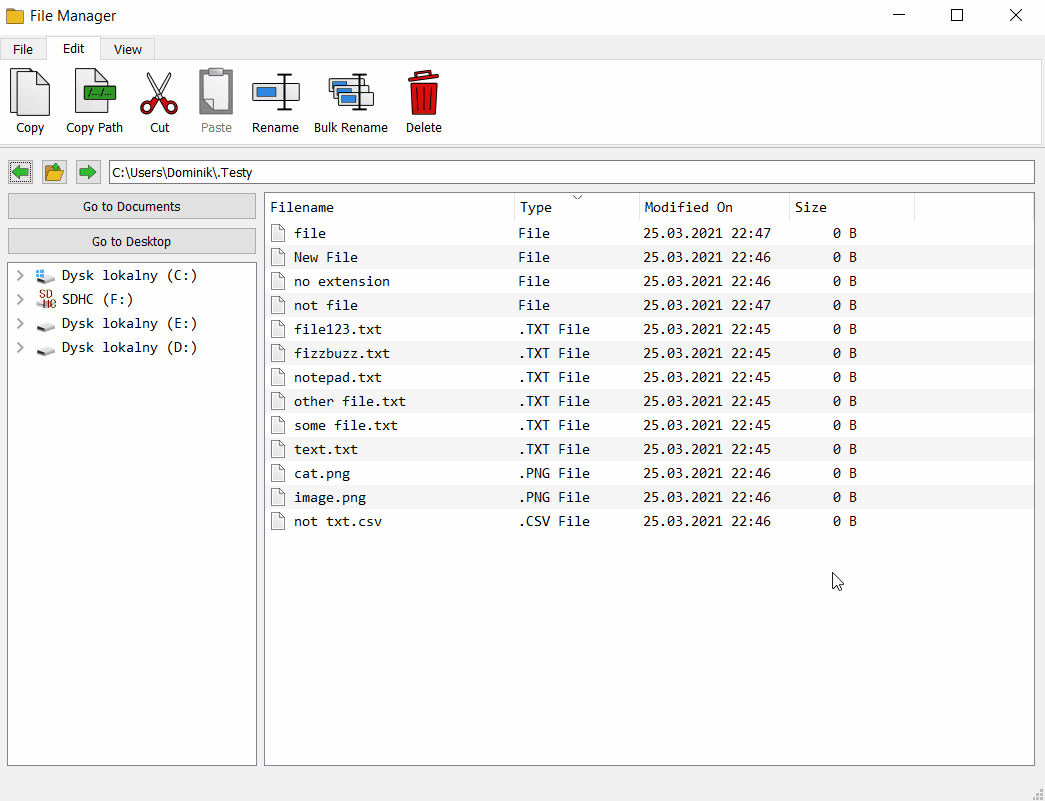 File Manager
File Edit View
/.../.../
Copy Copy Path Cut Paste Rename Bulk Rename Delete
C:\Users\Dominik\.Testy
Go to Documents
Go to Desktop
Dysk lokalny (C:)
SD
HC
SDHC (F:)
Dysk lokalny (E:)
Dysk lokalny (D:)
Filename Type Modified On Size
file File 25.03.2021 22:47 0 B
New File File 25.03.2021 22:46 0 B
no extension File 25.03.2021 22:46 0 B
not file File 25.03.2021 22:47 0 B
file123.txt .TXT File 25.03.2021 22:45 0 B
fizzbuzz.txt .TXT File 25.03.2021 22:45 0 B
notepad.txt .TXT File 25.03.2021 22:45 0 B
other file.txt .TXT File 25.03.2021 22:45 0 B
some file.txt .TXT File 25.03.2021 22:45 0 B
text.txt .TXT File 25.03.2021 22:45 0 B
cat.png .PNG File 25.03.2021 22:46 0 B
image.png .PNG File 25.03.2021 22:46 0 B
not txt.csv .CSV File 25.03.2021 22:46 0 B